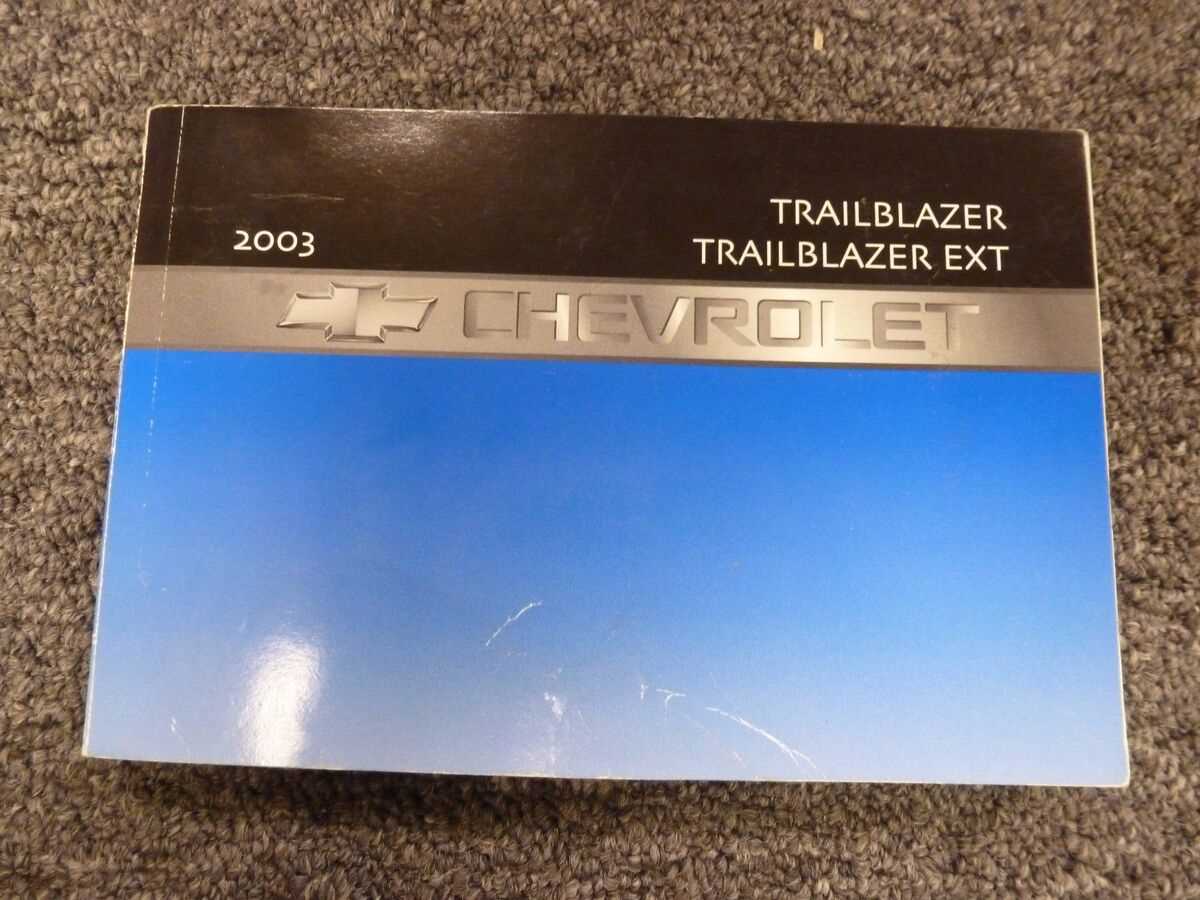 2003
TRAILBLAZER
TRAILBLAZER EXT
CHEVROLET